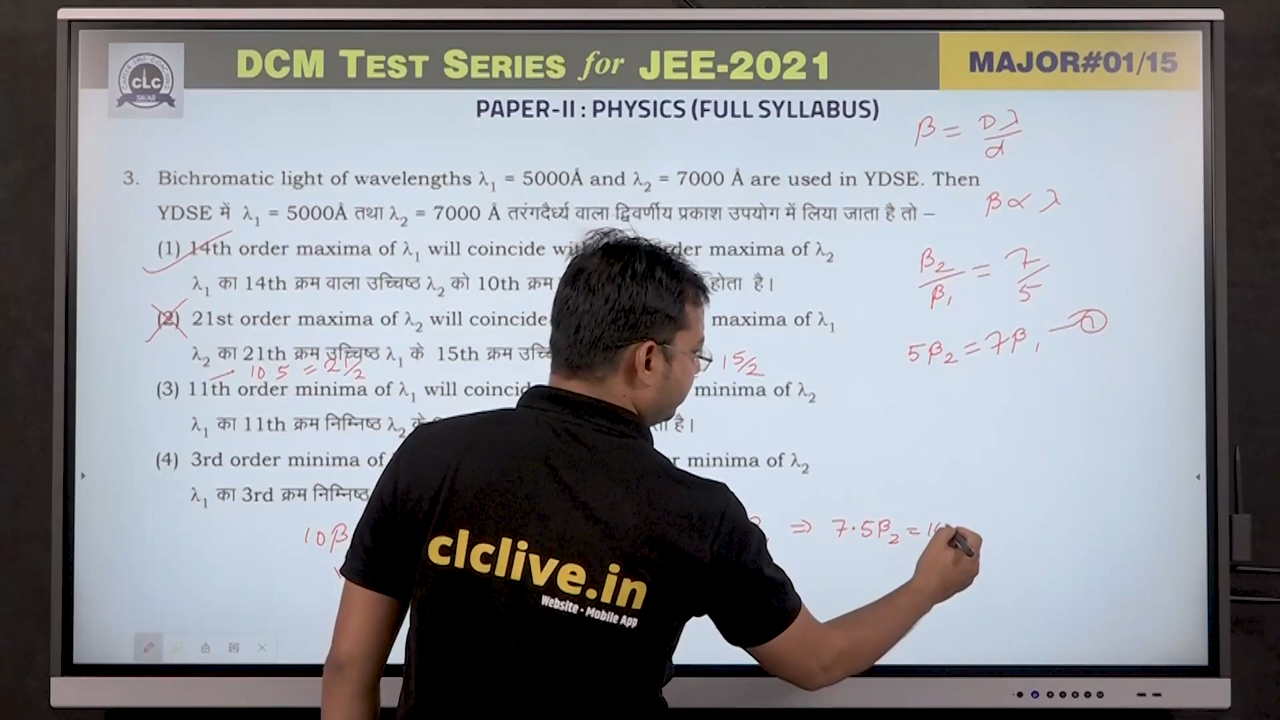 DCM TEST SERIES for JEE-2021
MAJOR#01/15
CLC
SIKAR
PAPER-II : PHYSICS (FULL SYLLABUS)
β = Dλ/d
3. Bichromatic light of wavelengths λ₁ = 5000Å and λ₂ = 7000 Å are used in YDSE. Then
β ∝ λ
YDSE में λ₁ = 5000Å तथा λ₂ = 7000 Å तरंगदैर्ध्य वाला द्विवर्णीय प्रकाश उपयोग में लिया जाता है तो –
(1) 14th order maxima of λ₁ will coincide with order maxima of λ₂
β₂/β₁ = 7/5
λ₁ का 14th क्रम वाला उच्चिष्ठ λ₂ को 10th क्रम होता है।
(2) 21st order maxima of λ₂ will coincide maxima of λ₁
5β₂ = 7β₁ → ①
λ₂ का 21th क्रम उच्चिष्ठ λ₁ के 15th क्रम
10.5 = 21/2 15/2
(3) 11th order minima of λ₁ will coincide minima of λ₂
λ₁ का 11th क्रम निम्निष्ठ λ₂ है।
(4) 3rd order minima of minima of λ₂
λ₁ का 3rd क्रम निम्निष्ठ
10β ⇒ 7.5β₂ =
clclive.in
Website • Mobile App